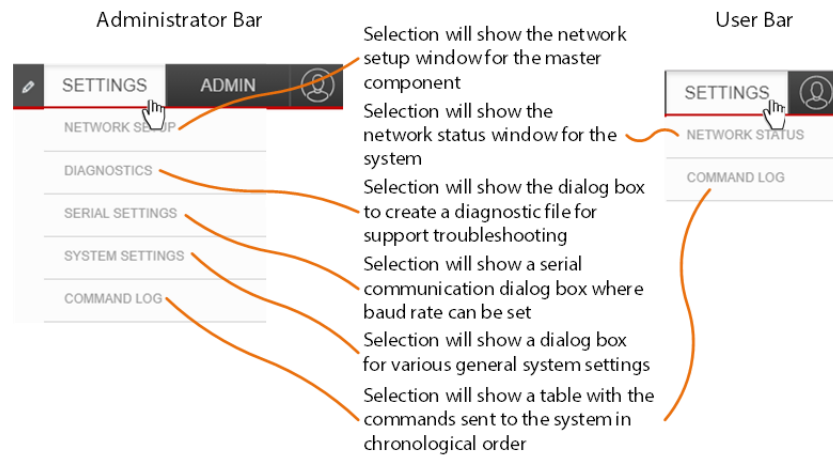 Administrator Bar
SETTINGS
ADMIN
NETWORK SETUP
DIAGNOSTICS
SERIAL SETTINGS
SYSTEM SETTINGS
COMMAND LOG
Selection will show the network
setup window for the master
component
Selection will show the
network status window for the
system
Selection will show the dialog box
to create a diagnostic file for
support troubleshooting
Selection will show a serial
communication dialog box where
baud rate can be set
Selection will show a dialog box
for various general system settings
Selection will show a table with the
commands sent to the system in
chronological order
User Bar
SETTINGS
NETWORK STATUS
COMMAND LOG